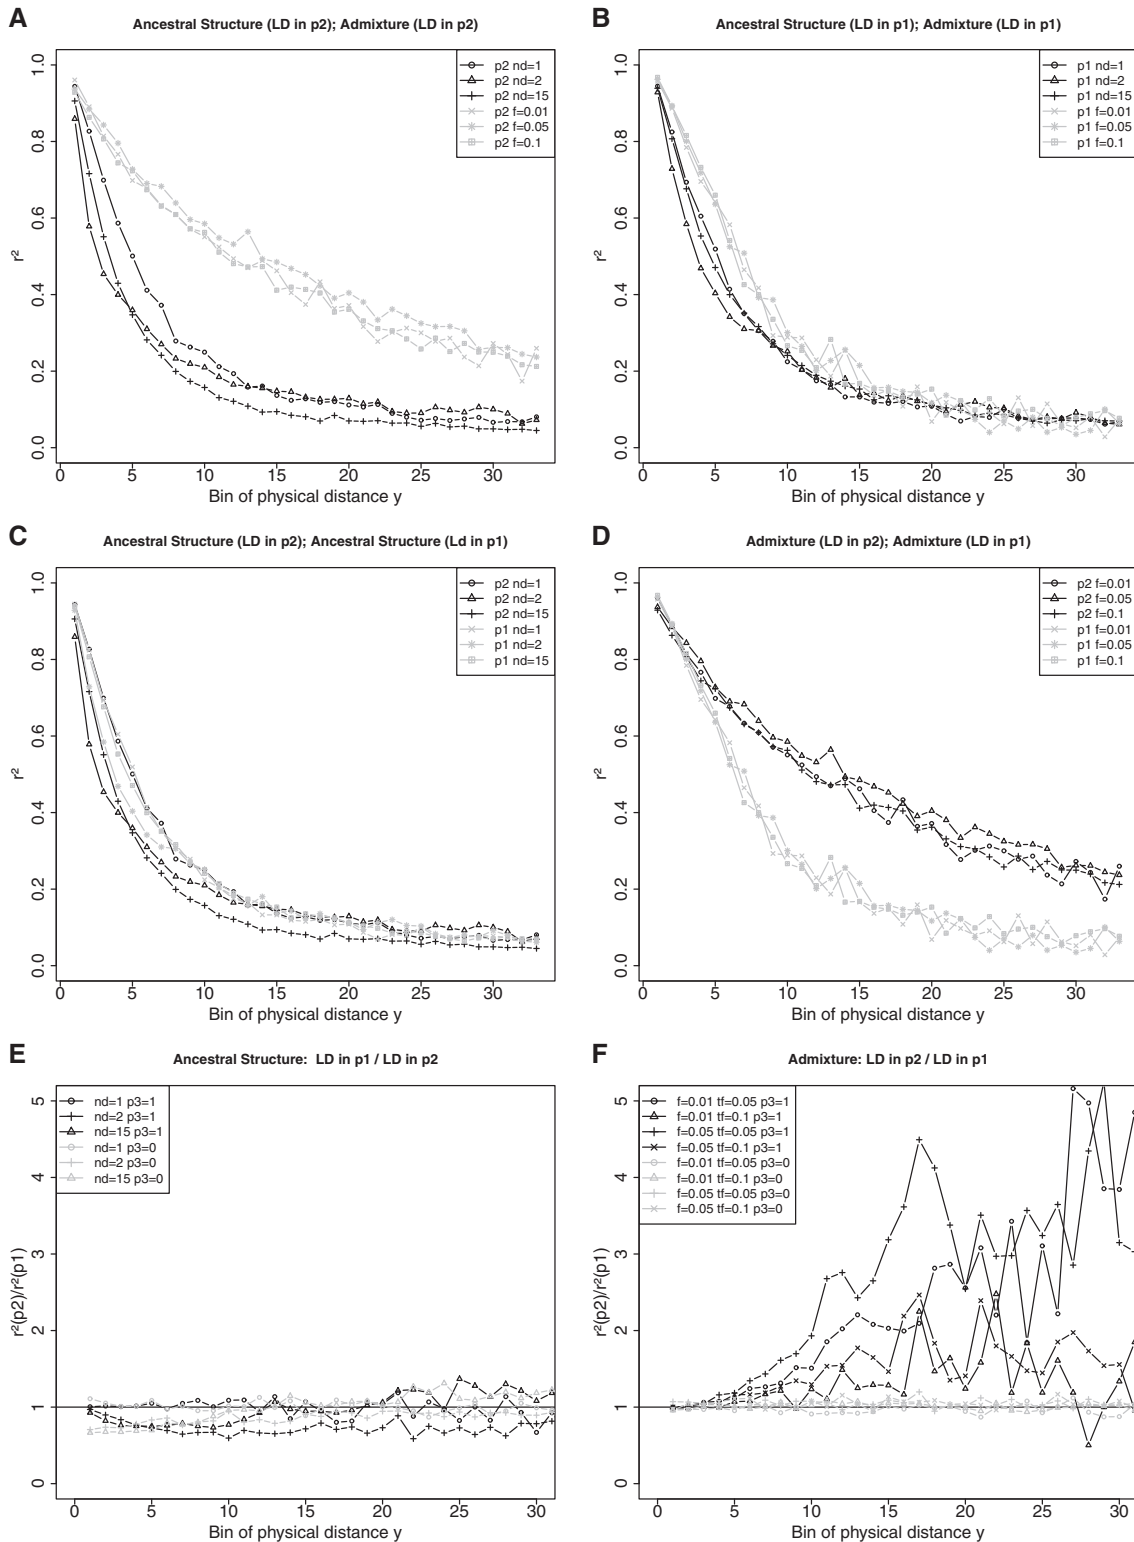 A
Ancestral Structure (LD in p2); Admixture (LD in p2)
p2 nd=1
p2 nd=2
p2 nd=15
p2 f=0.01
p2 f=0.05
p2 f=0.1
r²
0.0
0.2
0.4
0.6
0.8
1.0
0
5
10
15
20
25
30
Bin of physical distance y
B
Ancestral Structure (LD in p1); Admixture (LD in p1)
p1 nd=1
p1 nd=2
p1 nd=15
p1 f=0.01
p1 f=0.05
p1 f=0.1
r²
0.0
0.2
0.4
0.6
0.8
1.0
0
5
10
15
20
25
30
Bin of physical distance y
C
Ancestral Structure (LD in p2); Ancestral Structure (Ld in p1)
p2 nd=1
p2 nd=2
p2 nd=15
p1 nd=1
p1 nd=2
p1 nd=15
r²
0.0
0.2
0.4
0.6
0.8
1.0
0
5
10
15
20
25
30
Bin of physical distance y
D
Admixture (LD in p2); Admixture (LD in p1)
p2 f=0.01
p2 f=0.05
p2 f=0.1
p1 f=0.01
p1 f=0.05
p1 f=0.1
r²
0.0
0.2
0.4
0.6
0.8
1.0
0
5
10
15
20
25
30
Bin of physical distance y
E
Ancestral Structure: LD in p1 / LD in p2
nd=1 p3=1
nd=2 p3=1
nd=15 p3=1
nd=1 p3=0
nd=2 p3=0
nd=15 p3=0
r²(p2)/r²(p1)
0
1
2
3
4
5
0
5
10
15
20
25
30
Bin of physical distance y
F
Admixture: LD in p2 / LD in p1
f=0.01 tf=0.05 p3=1
f=0.01 tf=0.1 p3=1
f=0.05 tf=0.05 p3=1
f=0.05 tf=0.1 p3=1
f=0.01 tf=0.05 p3=0
f=0.01 tf=0.1 p3=0
f=0.05 tf=0.05 p3=0
f=0.05 tf=0.1 p3=0
r²(p2)/r²(p1)
0
1
2
3
4
5
0
5
10
15
20
25
30
Bin of physical distance y